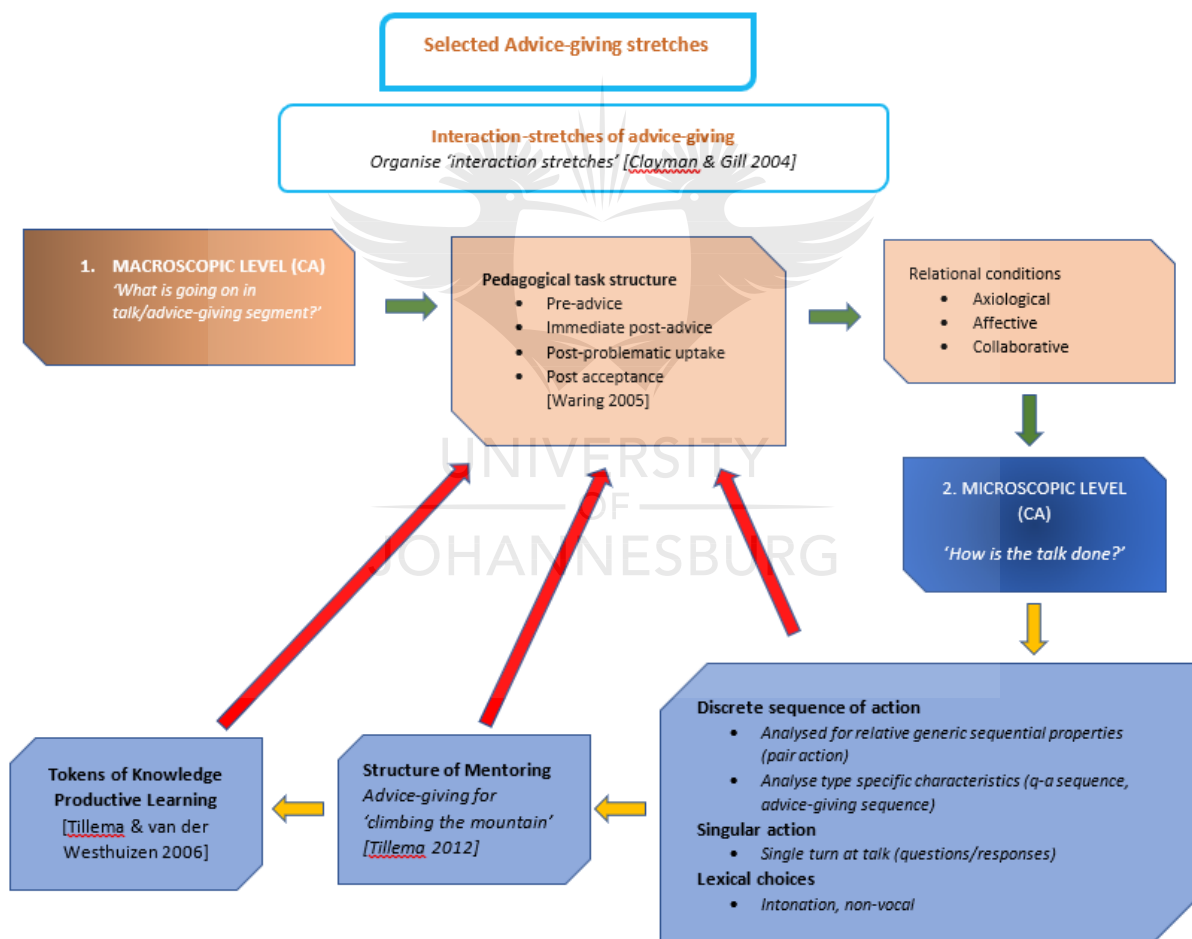 Selected Advice-giving stretches
Interaction-stretches of advice-giving
Organise ‘interaction stretches’ [Clayman & Gill 2004]
1. MACROSCOPIC LEVEL (CA)
‘What is going on in
talk/advice-giving segment?’
Pedagogical task structure
• Pre-advice
• Immediate post-advice
• Post-problematic uptake
• Post acceptance
[Waring 2005]
Relational conditions
• Axiological
• Affective
• Collaborative
UNIVERSITY
OF
JOHANNESBURG
2. MICROSCOPIC LEVEL
(CA)
‘How is the talk done?’
Discrete sequence of action
• Analysed for relative generic sequential properties
(pair action)
• Analyse type specific characteristics (q-a sequence,
advice-giving sequence)
Singular action
• Single turn at talk (questions/responses)
Lexical choices
• Intonation, non-vocal
Structure of Mentoring
Advice-giving for
‘climbing the mountain’
[Tillema 2012]
Tokens of Knowledge
Productive Learning
[Tillema & van der
Westhuizen 2006]